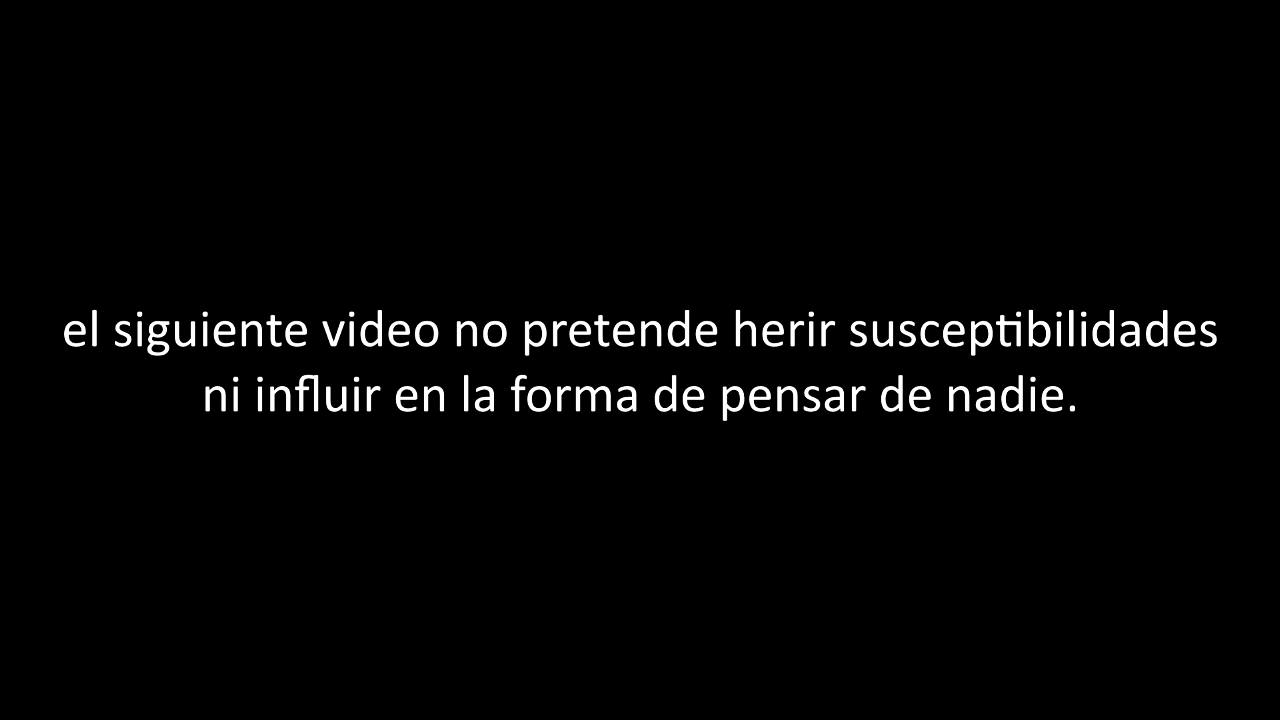 el siguiente video no pretende herir susceptibilidades
ni influir en la forma de pensar de nadie.